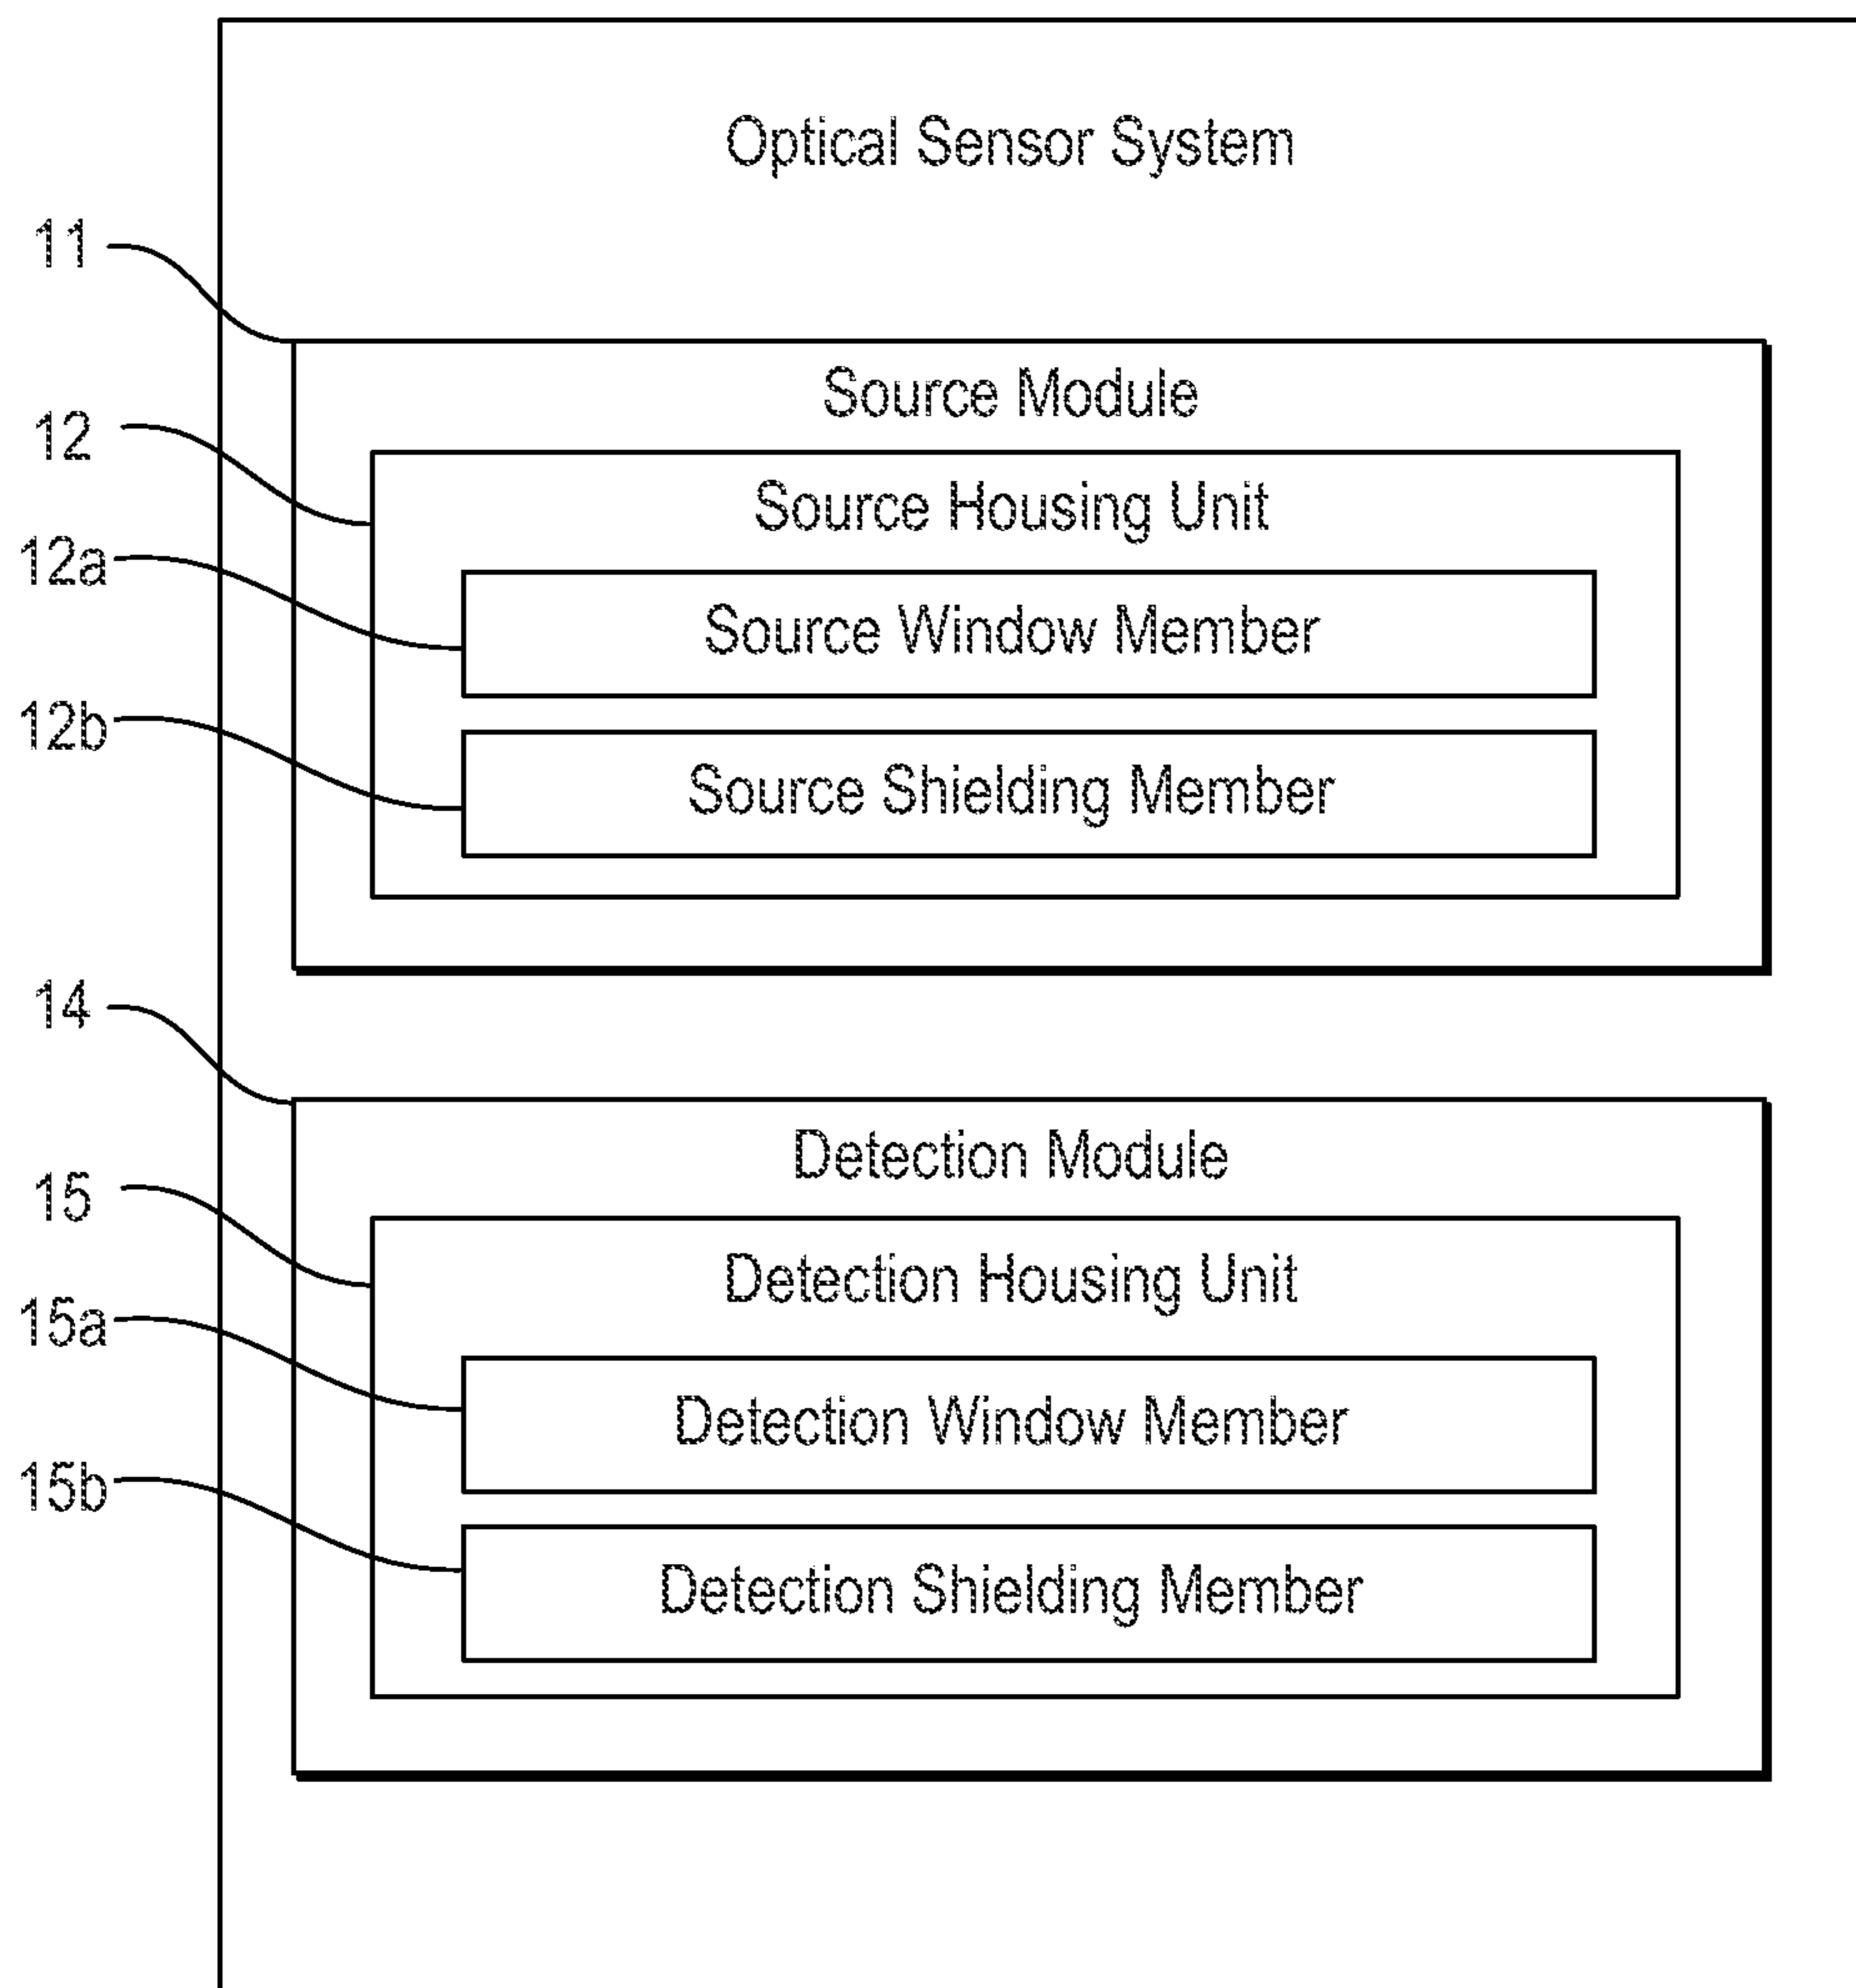 Optical Sensor System
11
Source Module
12
Source Housing Unit
12a
Source Window Member
12b
Source Shielding Member
14
Detection Module
15
Detection Housing Unit
15a
Detection Window Member
15b
Detection Shielding Member